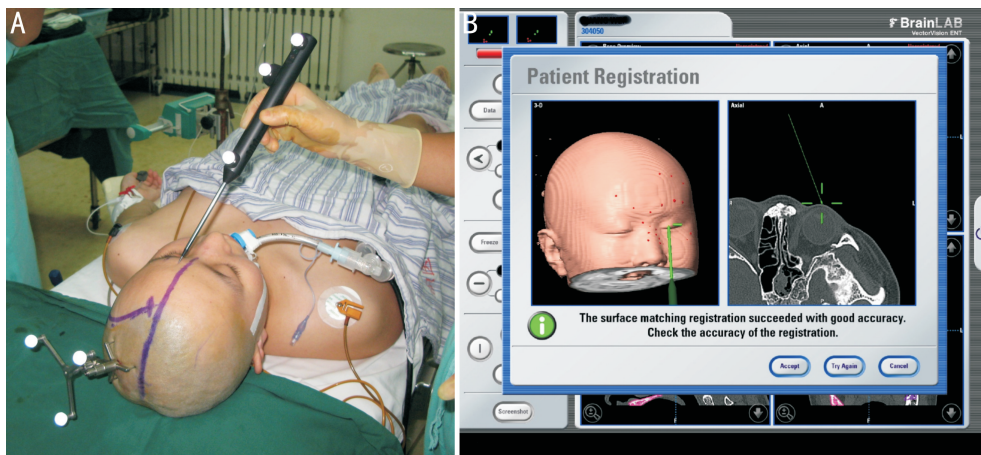 A
B
304050
BrainLAB
VectorVision ENT
Patient Registration
3-D
Axial
A
L
Data
Freeze
The surface matching registration succeeded with good accuracy.
Check the accuracy of the registration.
Accept
Try Again
Cancel
Screenshot
F
F